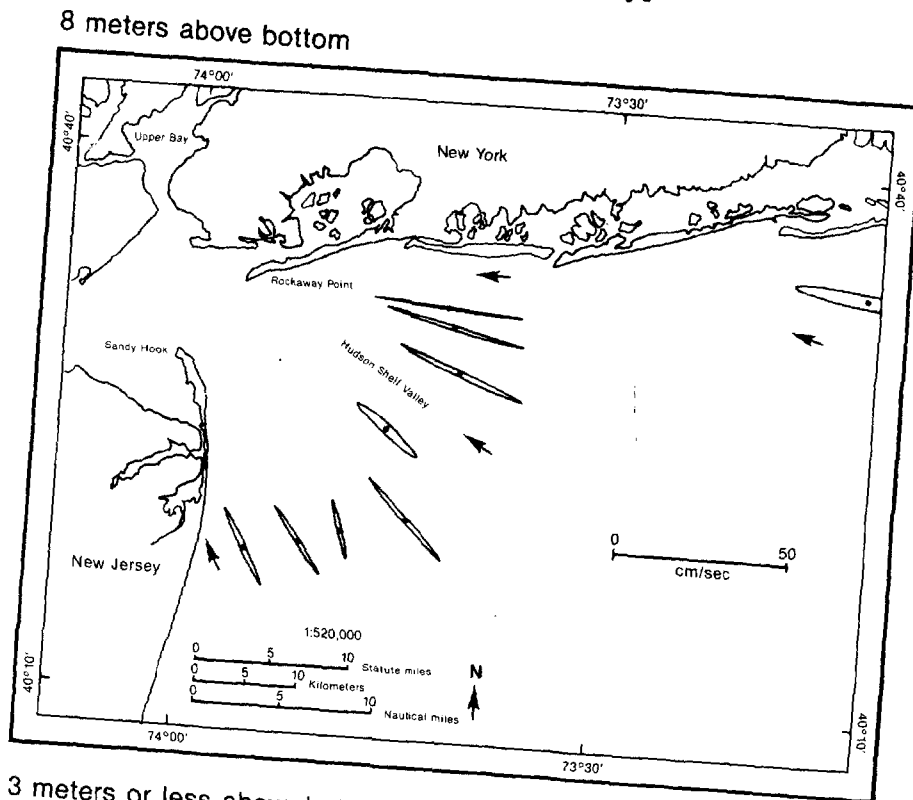 8 meters above bottom
74°00'
73°30'
40°40'
Upper Bay
New York
40°40'
Rockaway Point
Sandy Hook
Hudson Shelf Valley
0 50
cm/sec
New Jersey
1:520,000
0 5 10 Statute miles
0 5 10 Kilometers
0 5 10 Nautical miles
N
40°10'
40°10'
74°00'
73°30'
3 meters or less above